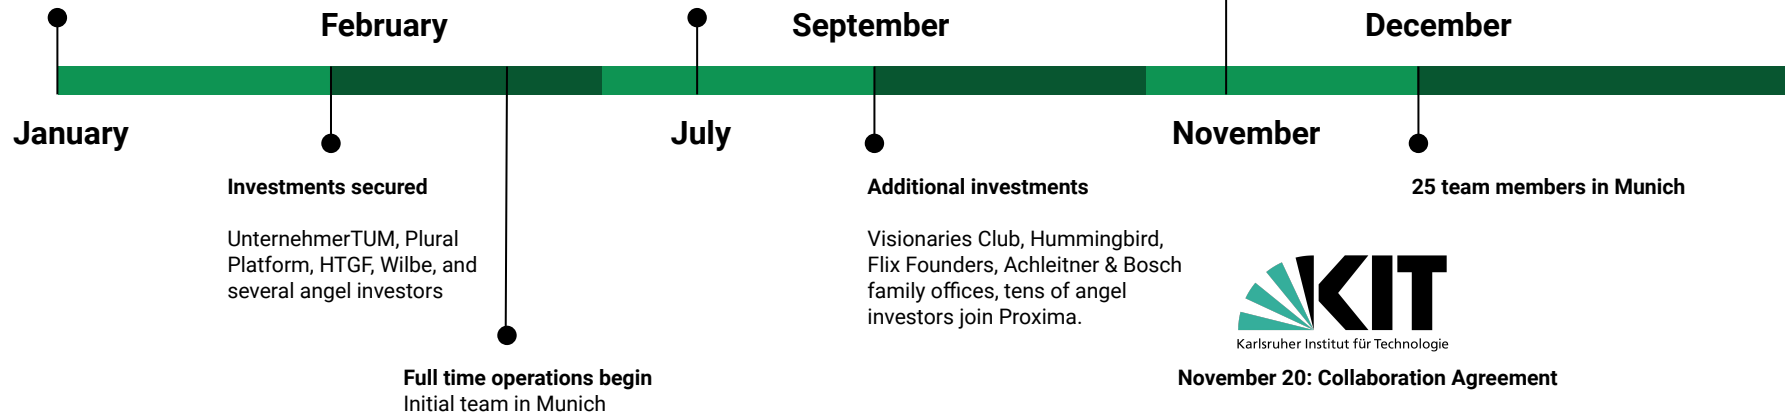 February
September
December
January
July
November
Investments secured
UnternehmerTUM, Plural
Platform, HTGF, Wilbe, and
several angel investors
Full time operations begin
Initial team in Munich
Additional investments
Visionaries Club, Hummingbird,
Flix Founders, Achleitner & Bosch
family offices, tens of angel
investors join Proxima.
KIT
Karlsruher Institut für Technologie
November 20: Collaboration Agreement
25 team members in Munich